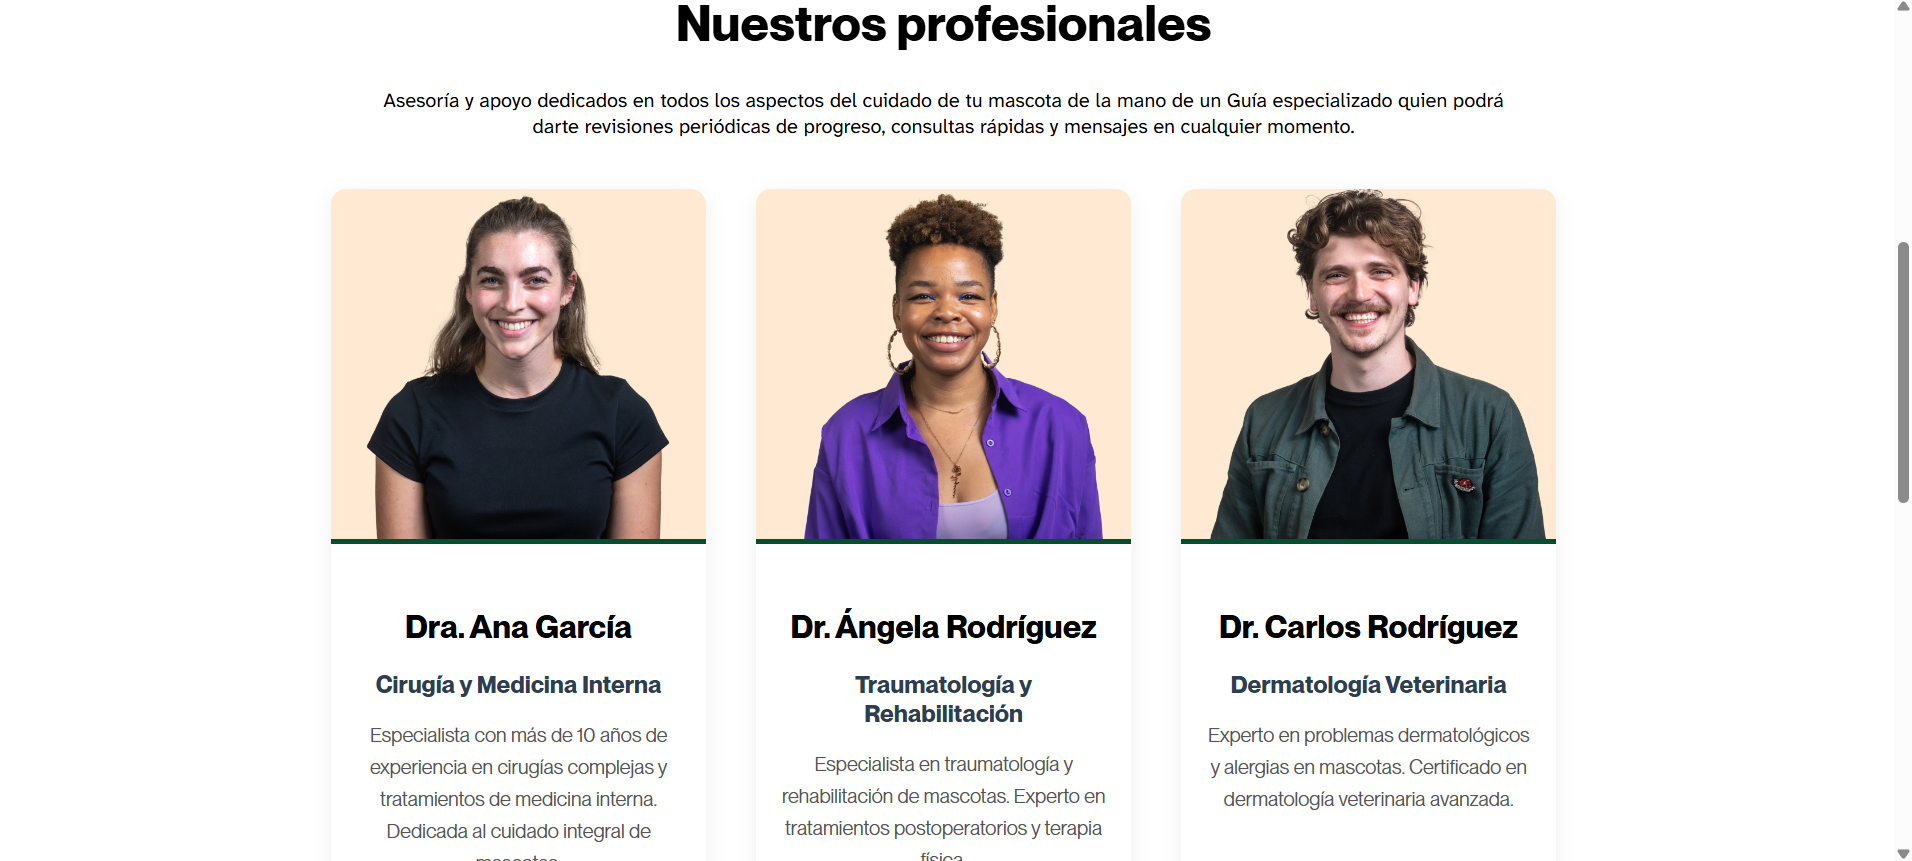 Nuestros profesionales
Asesoría y apoyo dedicados en todos los aspectos del cuidado de tu mascota de la mano de un Guía especializado quien podrá
darte revisiones periódicas de progreso, consultas rápidas y mensajes en cualquier momento.
Dra. Ana García
Cirugía y Medicina Interna
Especialista con más de 10 años de
experiencia en cirugías complejas y
tratamientos de medicina interna.
Dedicada al cuidado integral de
Dr. Ángela Rodríguez
Traumatología y
Rehabilitación
Especialista en traumatología y
rehabilitación de mascotas. Experto en
tratamientos postoperatorios y terapia
física.
Dr. Carlos Rodríguez
Dermatología Veterinaria
Experto en problemas dermatológicos
y alergias en mascotas. Certificado en
dermatología veterinaria avanzada.